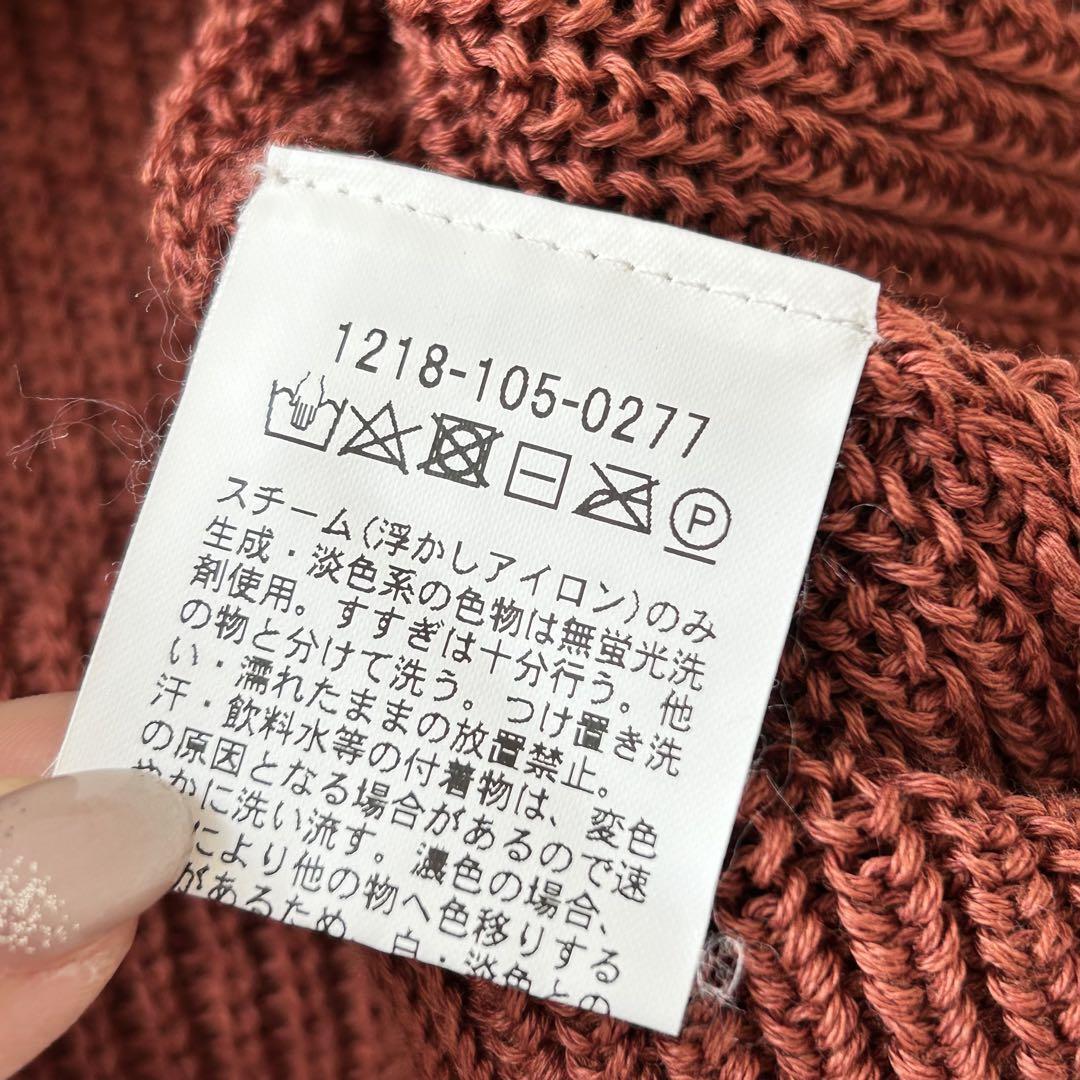 1218-105-0277
P
スチーム(浮かしアイロン)のみ
生成・淡色系の色物は無蛍光洗
剤使用。すすぎは十分行う。他
の物と分けて洗う。つけ置き洗
い・濡れたままの放置禁止。
汗・飲料水等の付着物は、変色
の原因となる場合があるので速
やかに洗い流す。濃色の場合、
により他の物へ色移りする
があるため、白・淡色との